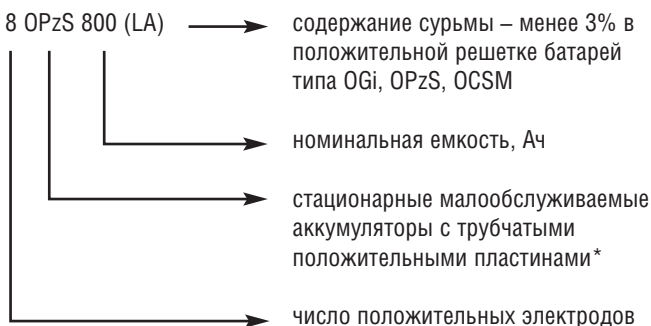 8 OPzS 800 (LA)
содержание сурьмы – менее 3% в
положительной решетке батарей
типа OGi, OPzS, OCSM
номинальная емкость, Ач
стационарные малообслуживаемые
аккумуляторы с трубчатыми
положительными пластинами*
число положительных электродов